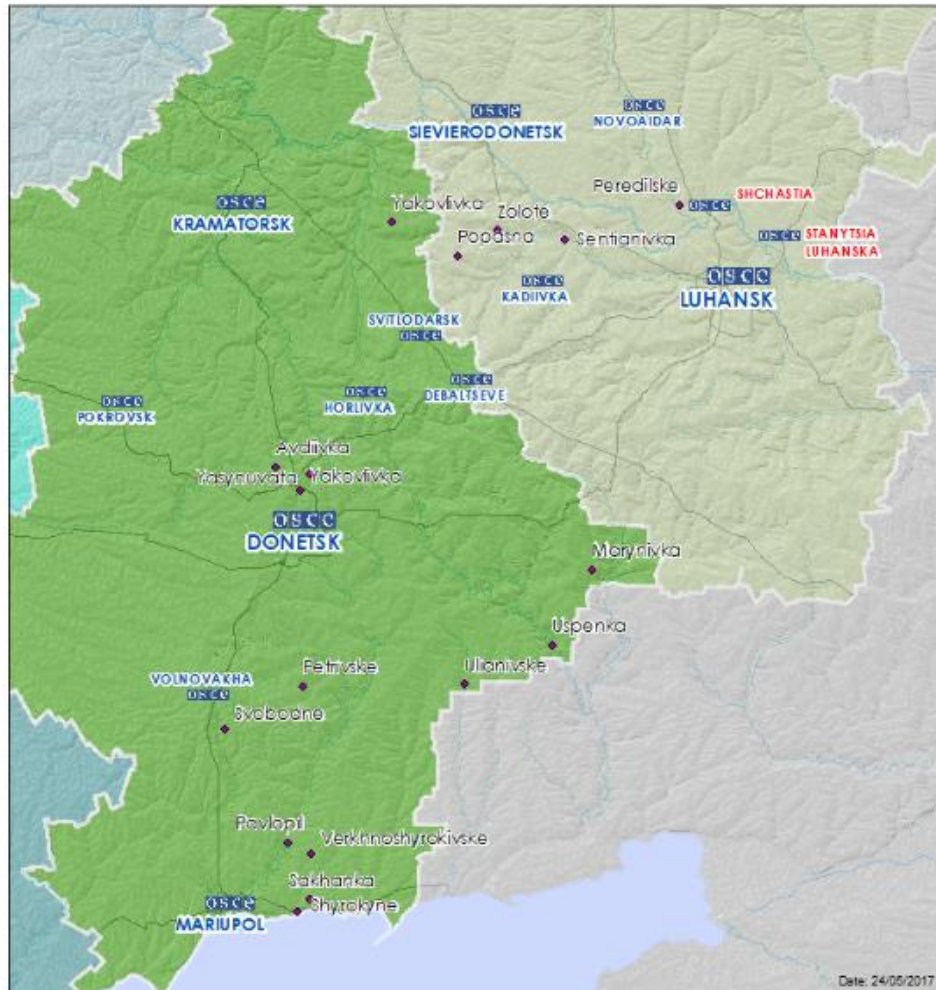 osce
SIEVIERODONETSK
osce
NOVOAIDAR
Peredilske
osce
SHCHASTIA
osce
KRAMATORSK
Yakovlivka
Zolote
Popasna
Sentianivka
osce
STANYTSIA
LUHANSKA
osce
KADIIVKA
osce
LUHANSK
SVITLODARSK
osce
osce
DEBALTSEVE
osce
HORLIVKA
osce
POKROVSK
Avdiivka
Yasynuvata
Yakovlivka
osce
DONETSK
Marynivka
Uspenka
Ulianivske
Petrivske
VOLNOVAKHA
osce
Svobodne
Pavlopil
Verkhnoshyrokivske
Sakhanka
Shyrokyne
osce
MARIUPOL
Date: 24/05/2017